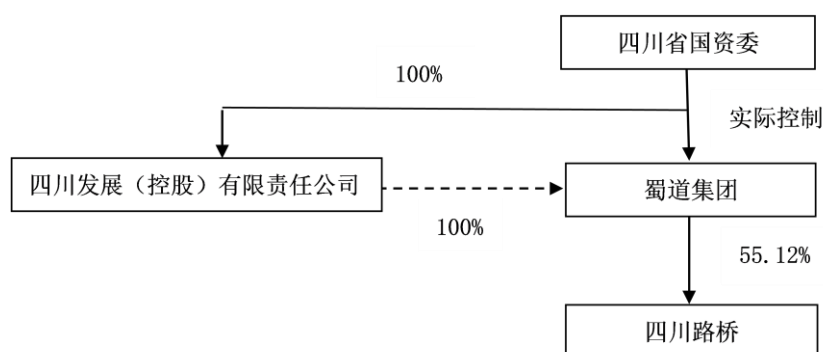 四川省国资委
100%
实际控制
四川发展（控股）有限责任公司
蜀道集团
100%
55.12%
四川路桥